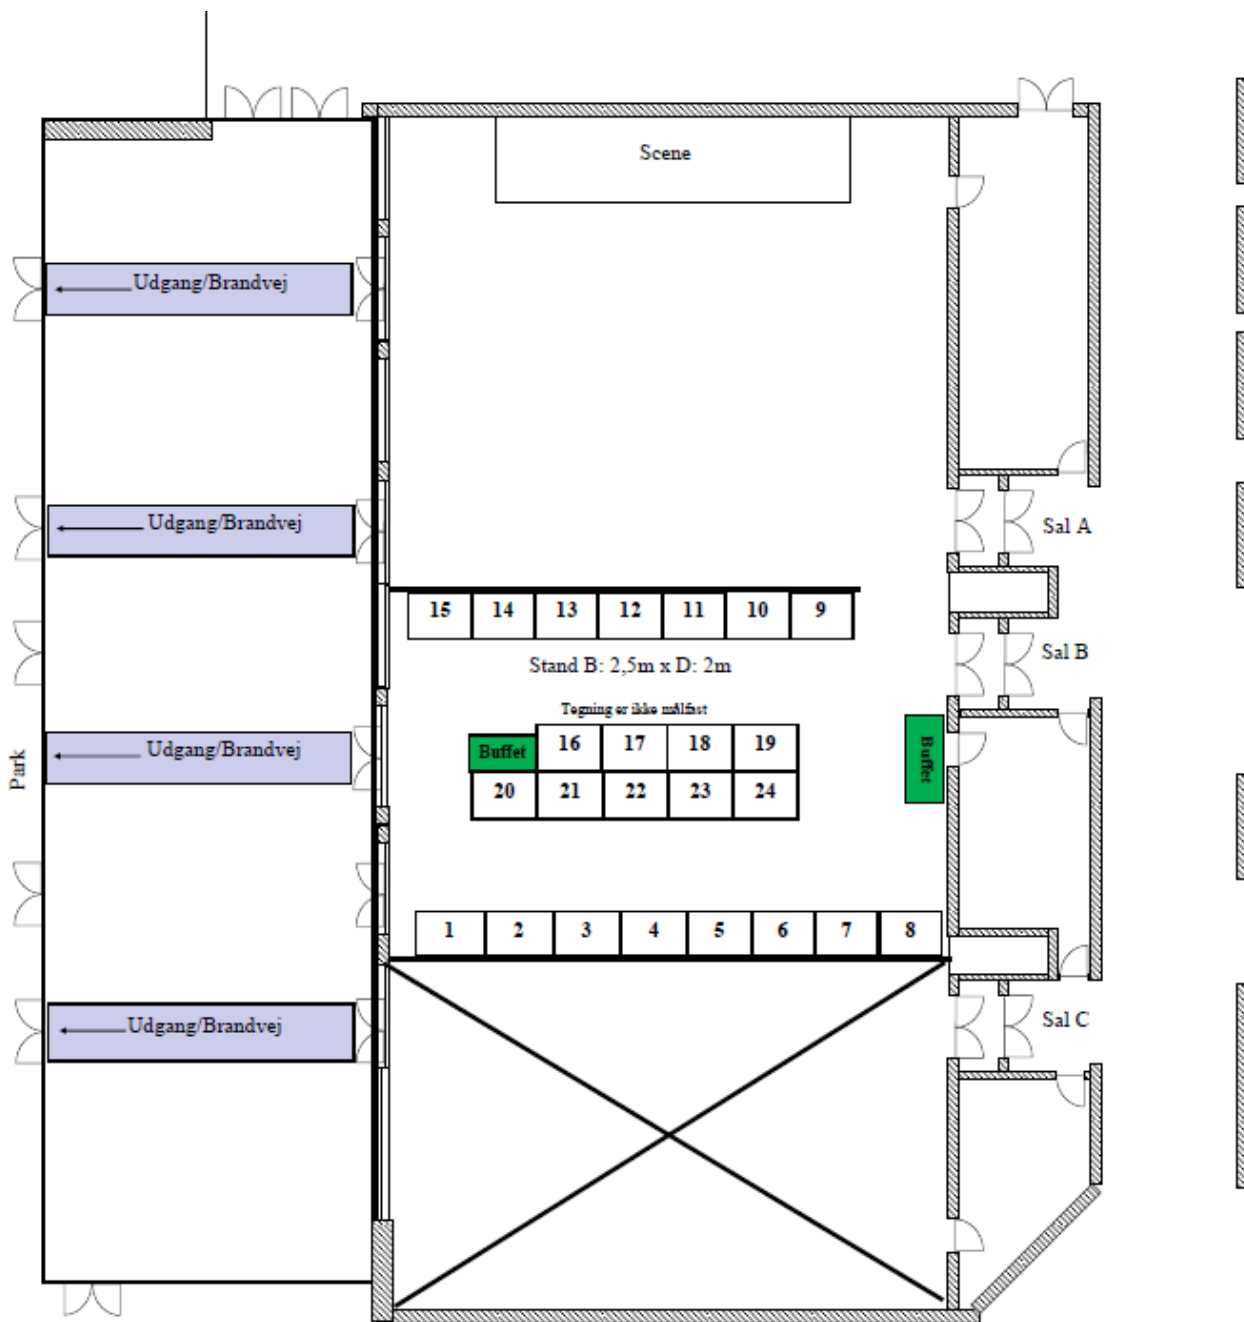 Scene
Udgang/Brandvej
Udgang/Brandvej
Sal A
15 14 13 12 11 10 9
Sal B
Stand B: 2,5m x D: 2m
Tegning er ikke målfast
Park
Udgang/Brandvej
Buffet 16 17 18 19
Buffet
20 21 22 23 24
1 2 3 4 5 6 7 8
Udgang/Brandvej
Sal C